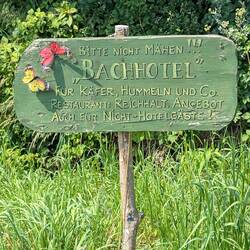 Bitte nicht Mähen!!!
„Bachhotel"
Für Käfer, Hummeln und Co.
Restaurant: Reichhalt. Angebot
Auch für Nicht-Hotelgäste!